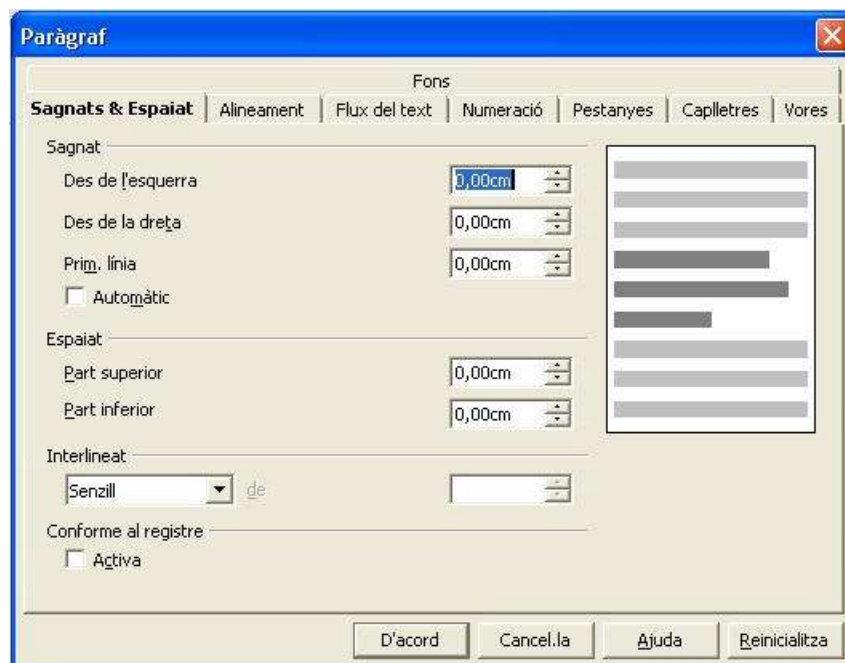 Paràgraf
Fons
Sagnats & Espaiat Alineament Flux del text Numeració Pestanyes Caplletres Vores
Sagnat
Des de l'esquerra 0,00cm
Des de la dreta 0,00cm
Prim. línia 0,00cm
Automàtic
Espaiat
Part superior 0,00cm
Part inferior 0,00cm
Interlineat
Senzill de
Conforme al registre
Activa
D'acord Cancel.la Ajuda Reinicialitza